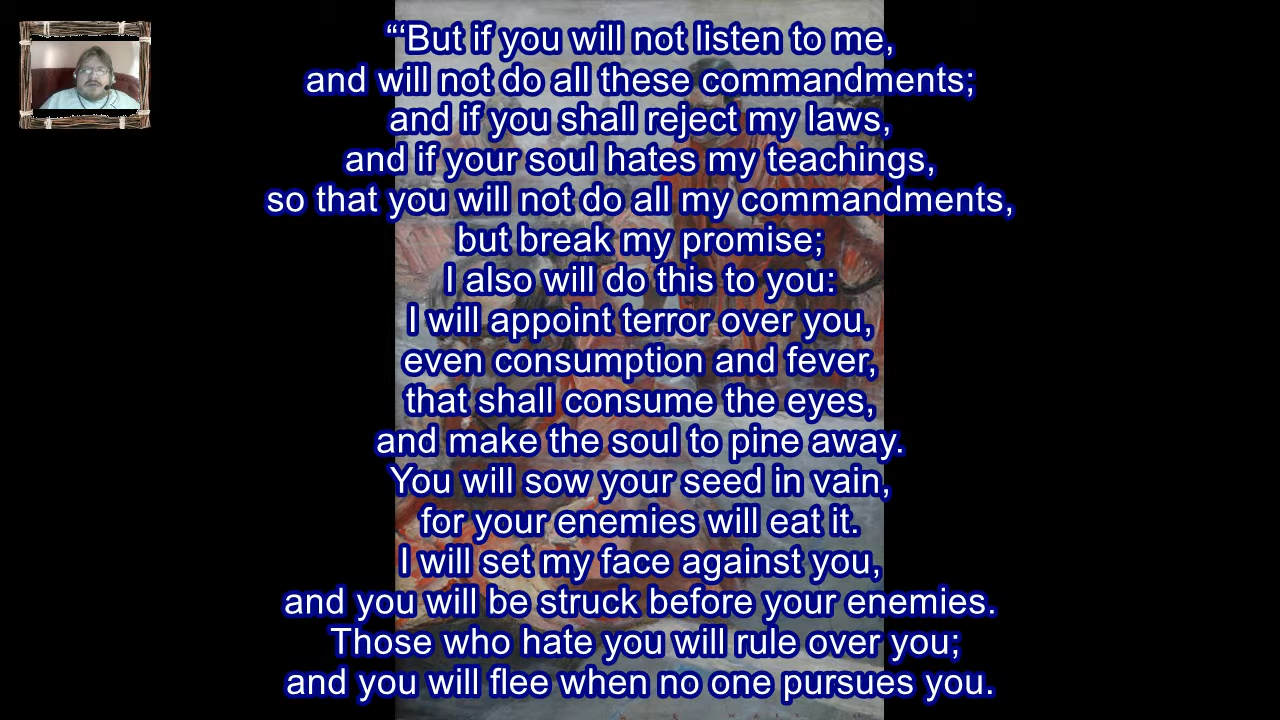 “‘But if you will not listen to me,
and will not do all these commandments;
and if you shall reject my laws,
and if your soul hates my teachings,
so that you will not do all my commandments,
but break my promise;
I also will do this to you:
I will appoint terror over you,
even consumption and fever,
that shall consume the eyes,
and make the soul to pine away.
You will sow your seed in vain,
for your enemies will eat it.
I will set my face against you,
and you will be struck before your enemies.
Those who hate you will rule over you;
and you will flee when no one pursues you.